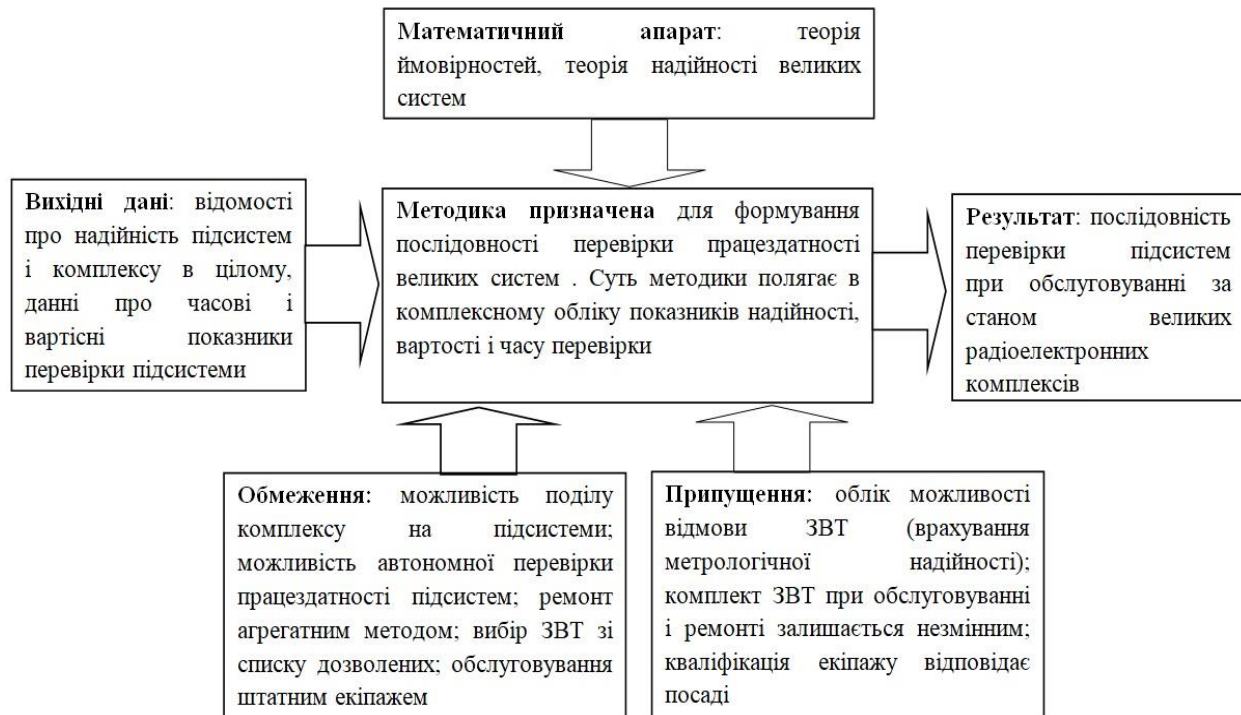 Математичний апарат: теорія
ймовірностей, теорія надійності великих
систем
Вихідні дані: відомості
про надійність підсистем
і комплексу в цілому,
данні про часові і
вартісні показники
перевірки підсистеми
Методика призначена для формування
послідовності перевірки працездатності
великих систем . Суть методики полягає в
комплексному обліку показників надійності,
вартості і часу перевірки
Результат: послідовність
перевірки підсистем
при обслуговуванні за
станом великих
радіоелектронних
комплексів
Обмеження: можливість поділу
комплексу на підсистеми;
можливість автономної перевірки
працездатності підсистем; ремонт
агрегатним методом; вибір ЗВТ зі
списку дозволених; обслуговування
штатним екіпажем
Припущення: облік можливості
відмови ЗВТ (врахування
метрологічної надійності);
комплект ЗВТ при обслуговуванні
і ремонті залишається незмінним;
кваліфікація екіпажу відповідає
посаді